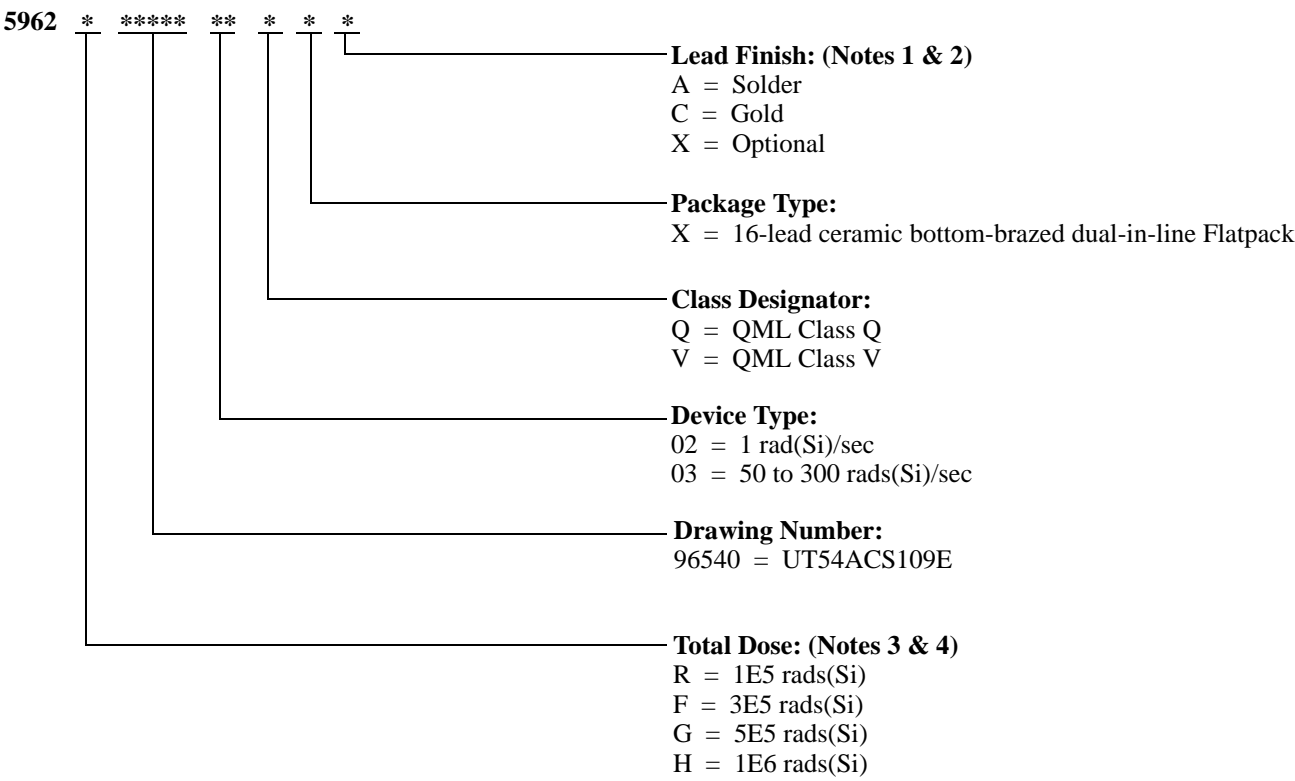 5962 * ***** ** * * *
Lead Finish: (Notes 1 & 2)
A = Solder
C = Gold
X = Optional
Package Type:
X = 16-lead ceramic bottom-brazed dual-in-line Flatpack
Class Designator:
Q = QML Class Q
V = QML Class V
Device Type:
02 = 1 rad(Si)/sec
03 = 50 to 300 rads(Si)/sec
Drawing Number:
96540 = UT54ACS109E
Total Dose: (Notes 3 & 4)
R = 1E5 rads(Si)
F = 3E5 rads(Si)
G = 5E5 rads(Si)
H = 1E6 rads(Si)